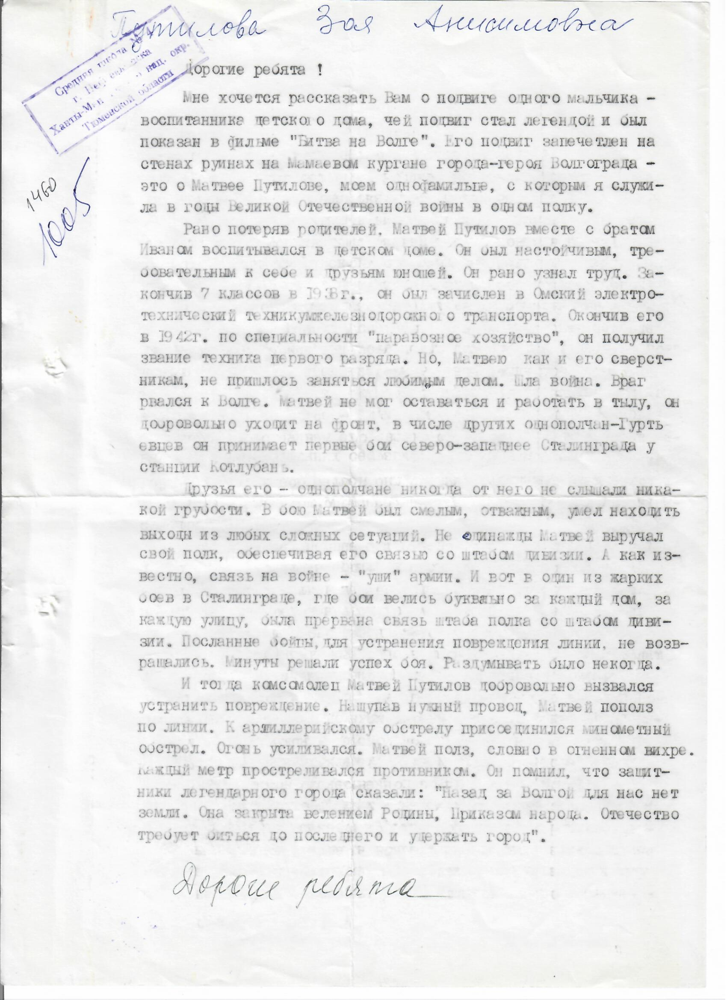 Путилова Зоя Анисимовна
Средняя школа №
г.
Ханты-Ман нац. окр.
Тюменской области
1460
1005
Дорогие ребята !
Мне хочется рассказать Вам о подвиге одного мальчика -
воспитанника детского дома, чей подвиг стал легендой и был
показан в фильме "Битва на Волге". Его подвиг запечетлен на
стенах руинах на Мамаевом кургане города-героя Волгограда -
это о Матвее Путилове, моем однофамильце, с которым я служи-
ла в годы Великой Отечественной войны в одном полку.
Рано потеряв родителей. Матвей Путилов вместе с братом
Иваном воспитывался в детском доме. Он был настойчивым, тре-
бовательным к себе и друзьям юношей. Он рано узнал труд. За-
кончив 7 классов в 1938г., он был зачислен в Омский электро-
технический техникумжелезнодорожного транспорта. Окончив его
в 1942г. по специальности "паравозное хозяйство", он получил
звание техника первого разряда. Но, Матвею как и его сверст-
никам, не пришлось заняться любимым делом. Шла война. Враг
рвался к Волге. Матвей не мог оставаться и работать в тылу, он
добровольно уходит на фронт, в числе других однополчан-Гурть
евцев он принимает первые бои северо-западнее Сталинграда у
станции Котлубань.
Друзья его - однополчане никогда от него не слышали ника-
кой грубости. В бою Матвей был смелым, отважным, умел находить
выходы из любых сложных сетуаций. Не единажды Матвей выручал
свой полк, обеспечивая его связью со штабом дивизии. А как из-
вестно, связь на войне - "уши" армии. И вот в один из жарких
боев в Сталинграде, где бои велись буквально за каждый дом, за
каждую улицу, была прервана связь штаба полка со штабом диви-
зии. Посланные бойцы,для устранения повреждения линии, не возв-
ращались. Минуты решали успех боя. Раздумывать было некогда.
И тогда комсомолец Матвей Путилов добровольно вызвался
устранить повреждение. Нащупав нужный провод, Матвей пополз
по линии. К артиллерийскому обстрелу присоединился минометный
обстрел. Огонь усиливался. Матвей полз, словно в огненном вихре.
Каждый метр простреливался противником. Он помнил, что защит-
ники легендарного города сказали: "Назад за Волгой для нас нет
земли. Она закрыта велением Родины, Приказом народа. Отечество
требует биться до последнего и удержать город".
Дорогие ребята